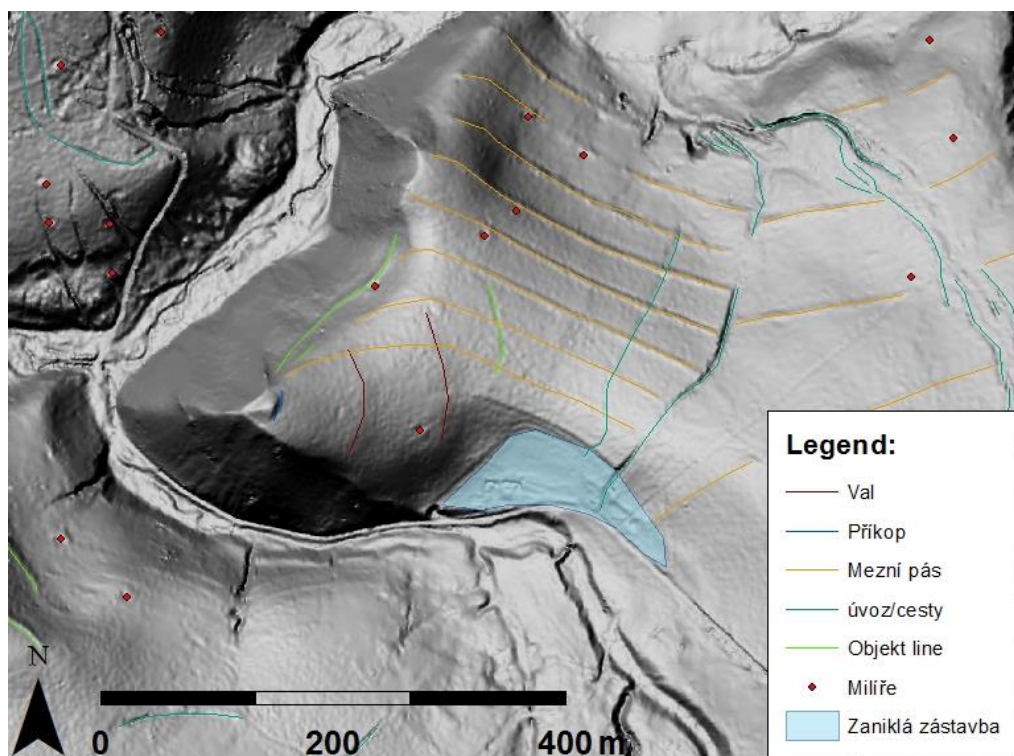 Legend:
Val
Příkop
Mezní pás
úvoz/cesty
Objekt line
Milíře
Zaniklá zástavba
N
0 200 400 m